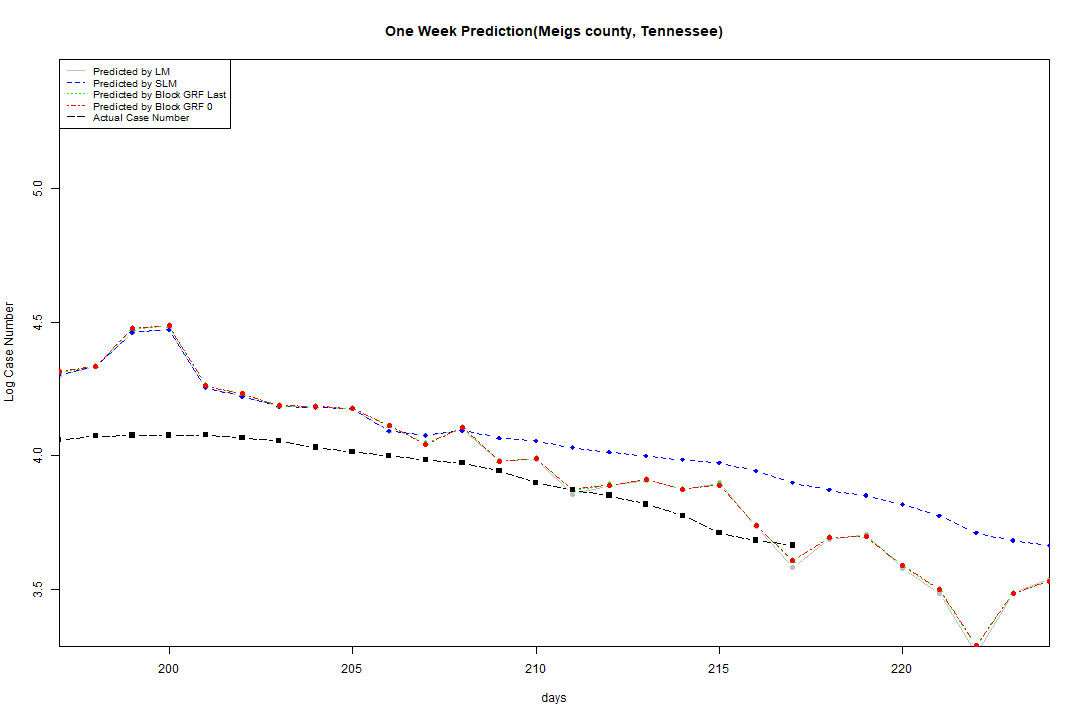 One Week Prediction(Meigs county, Tennessee)
Predicted by LM
Predicted by SLM
Predicted by Block GRF Last
Predicted by Block GRF 0
Actual Case Number
Log Case Number
5.0
4.5
4.0
3.5
200
205
210
215
220
days